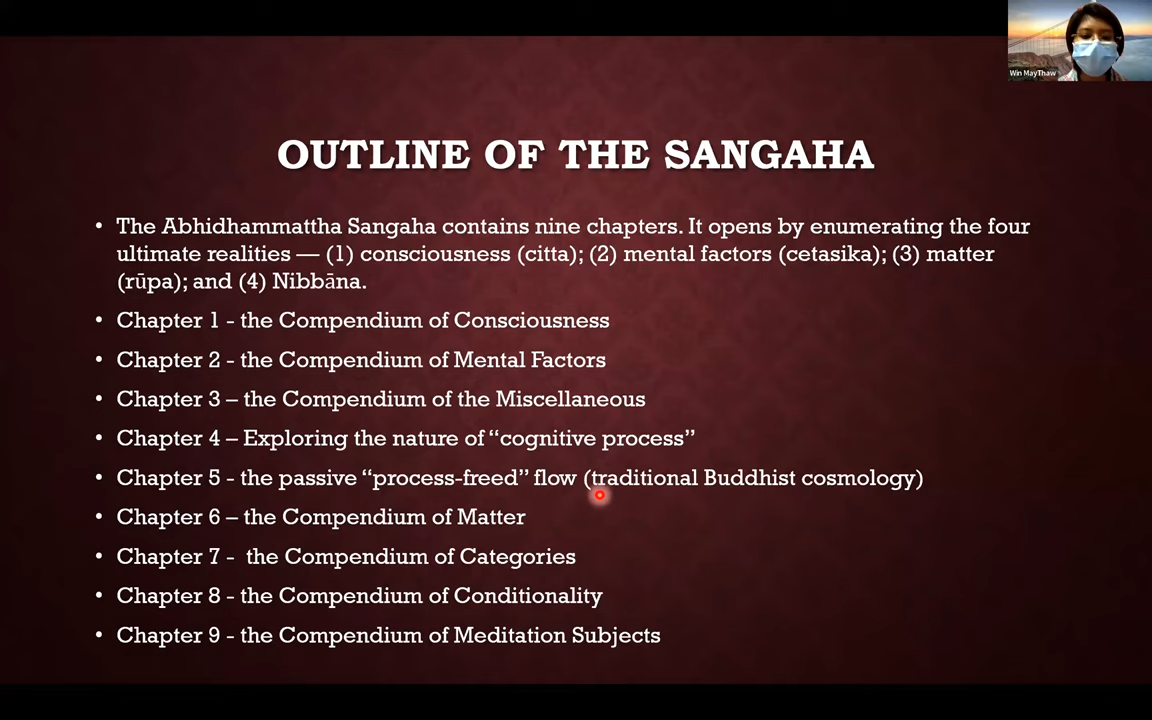 Win MayThaw
OUTLINE OF THE SANGAHA
• The Abhidhammattha Sangaha contains nine chapters. It opens by enumerating the four
ultimate realities — (1) consciousness (citta); (2) mental factors (cetasika); (3) matter
(rūpa); and (4) Nibbāna.
• Chapter 1 - the Compendium of Consciousness
• Chapter 2 - the Compendium of Mental Factors
• Chapter 3 – the Compendium of the Miscellaneous
• Chapter 4 – Exploring the nature of “cognitive process”
• Chapter 5 - the passive “process-freed” flow (traditional Buddhist cosmology)
• Chapter 6 – the Compendium of Matter
• Chapter 7 -  the Compendium of Categories
• Chapter 8 - the Compendium of Conditionality
• Chapter 9 - the Compendium of Meditation Subjects